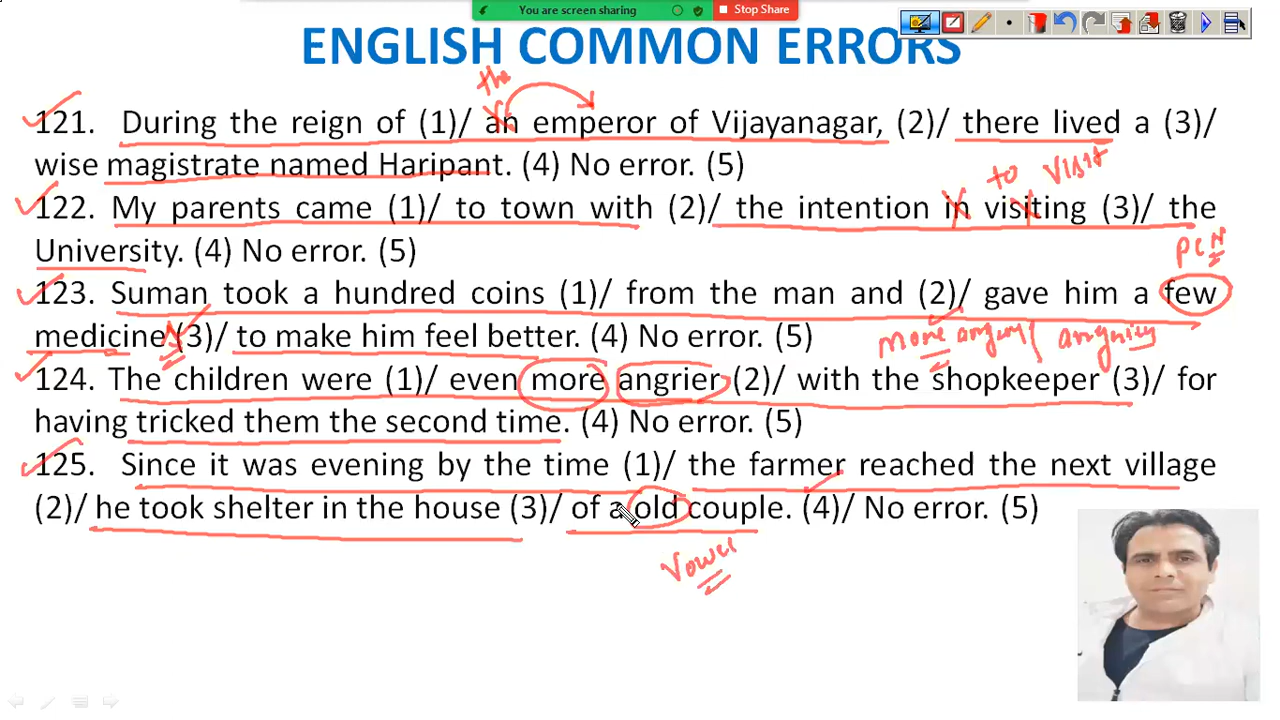 You are screen sharing Stop Share
ENGLISH COMMON ERRORS
the
121. During the reign of (1)/ an emperor of Vijayanagar, (2)/ there lived a (3)/
wise magistrate named Haripant. (4) No error. (5)
to visit
122. My parents came (1)/ to town with (2)/ the intention in visiting (3)/ the
University. (4) No error. (5)
PCN
123. Suman took a hundred coins (1)/ from the man and (2)/ gave him a few
medicine (3)/ to make him feel better. (4) No error. (5)
more angry
124. The children were (1)/ even more angrier (2)/ with the shopkeeper (3)/ for
having tricked them the second time. (4) No error. (5)
125. Since it was evening by the time (1)/ the farmer reached the next village
(2)/ he took shelter in the house (3)/ of a old couple. (4)/ No error. (5)
Vowel